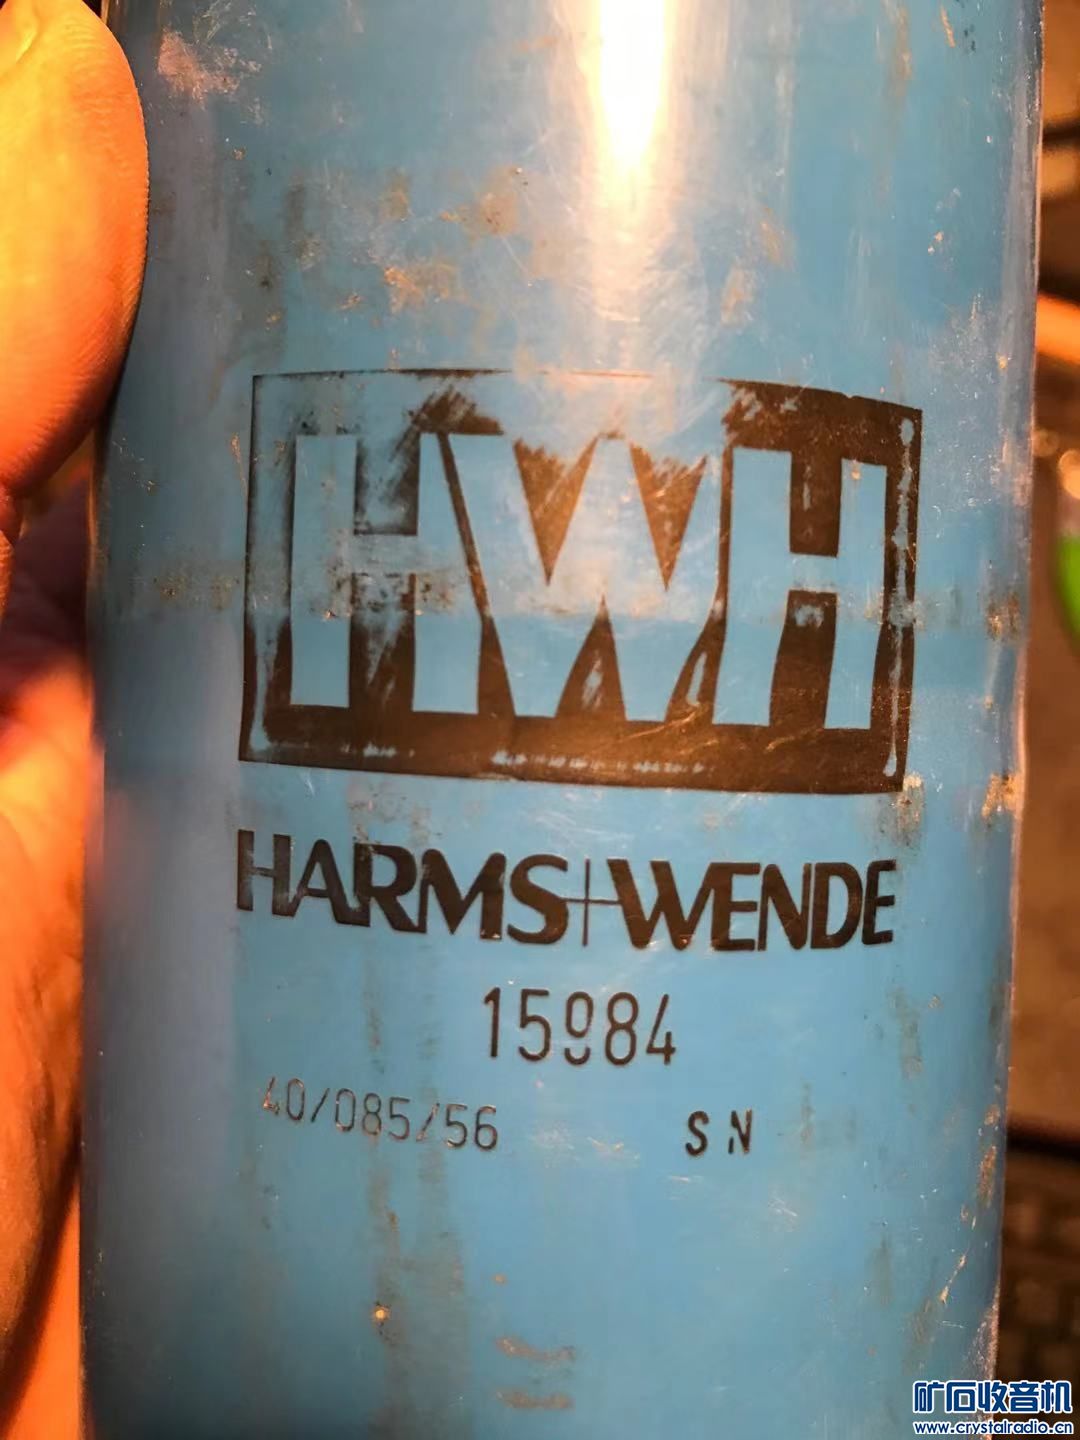 HWH
HARMS+WENDE
15984
40/085/56 SN
矿石收音机
www.crystalradio.cn